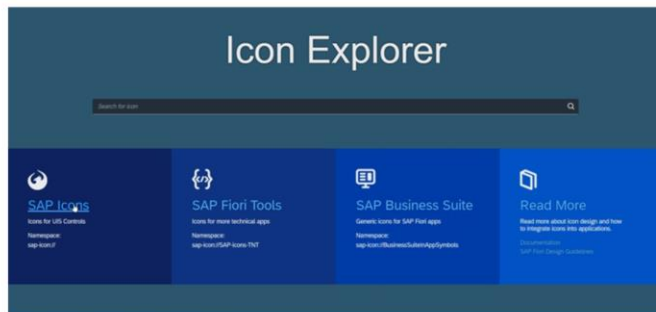 Icon Explorer
Search for icon
SAP Icons
Icons for UI5 Controls
Namespace:
sap-icon://
SAP Fiori Tools
Icons for more technical apps
Namespace:
sap-icon://SAP-icons-TNT
SAP Business Suite
Generic icons for SAP Fiori apps
Namespace:
sap-icon://BusinessSuiteInAppSymbols
Read More
Read more about icon design and how
to integrate icons into applications.
Documentation
SAP Fiori Design Guidelines